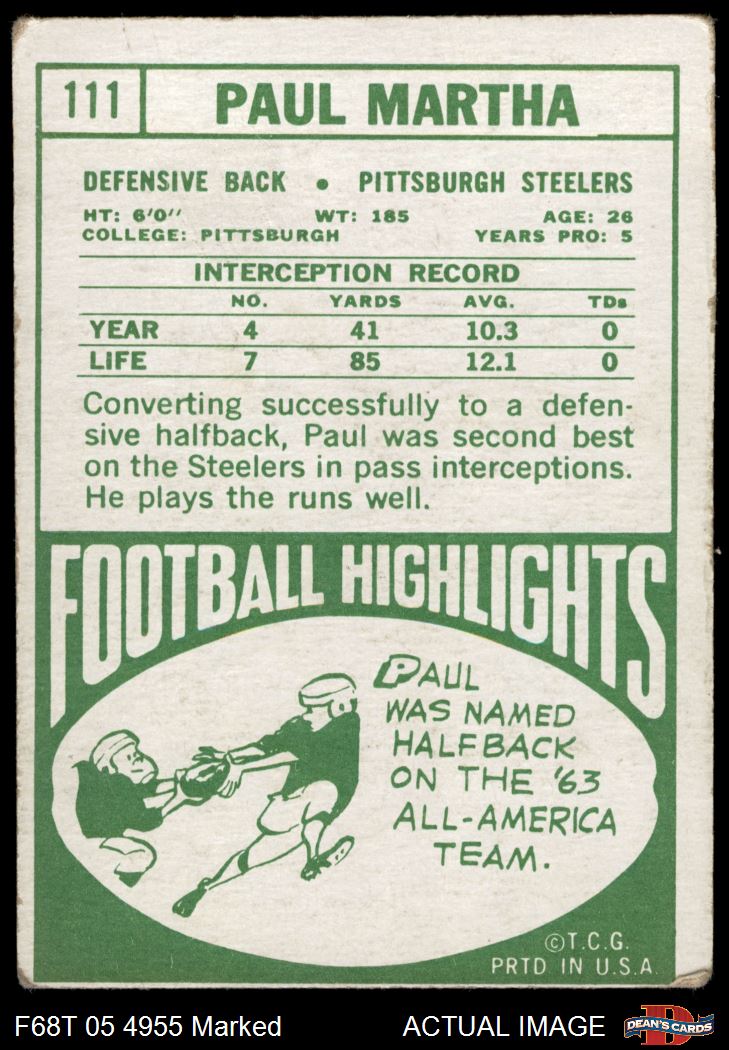 111 PAUL MARTHA
DEFENSIVE BACK • PITTSBURGH STEELERS
HT: 6'0'' WT: 185 AGE: 26
COLLEGE: PITTSBURGH YEARS PRO: 5
INTERCEPTION RECORD
NO. YARDS AVG. TDs
YEAR 4 41 10.3 0
LIFE 7 85 12.1 0
Converting successfully to a defen-
sive halfback, Paul was second best
on the Steelers in pass interceptions.
He plays the runs well.
FOOTBALL HIGHLIGHTS
PAUL
WAS NAMED
HALFBACK
ON THE '63
ALL-AMERICA
TEAM.
©T.C.G.
PRTD IN U.S.A.
F68T 05 4955 Marked ACTUAL IMAGE DEAN'S CARDS